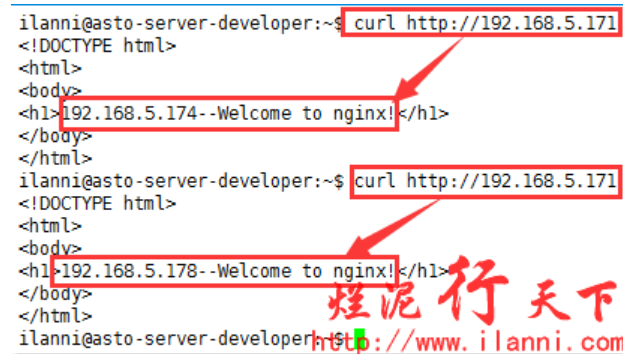 ilanni@asto-server-developer:~$ curl http://192.168.5.171
<!DOCTYPE html>
<html>
<body>
<h1>192.168.5.174--Welcome to nginx!</h1>
</body>
</html>
ilanni@asto-server-developer:~$ curl http://192.168.5.171
<!DOCTYPE html>
<html>
<body>
<h1>192.168.5.178--Welcome to nginx!</h1>
</body>
</html>
ilanni@asto-server-developer:~$
烂泥行天下
http://www.ilanni.com